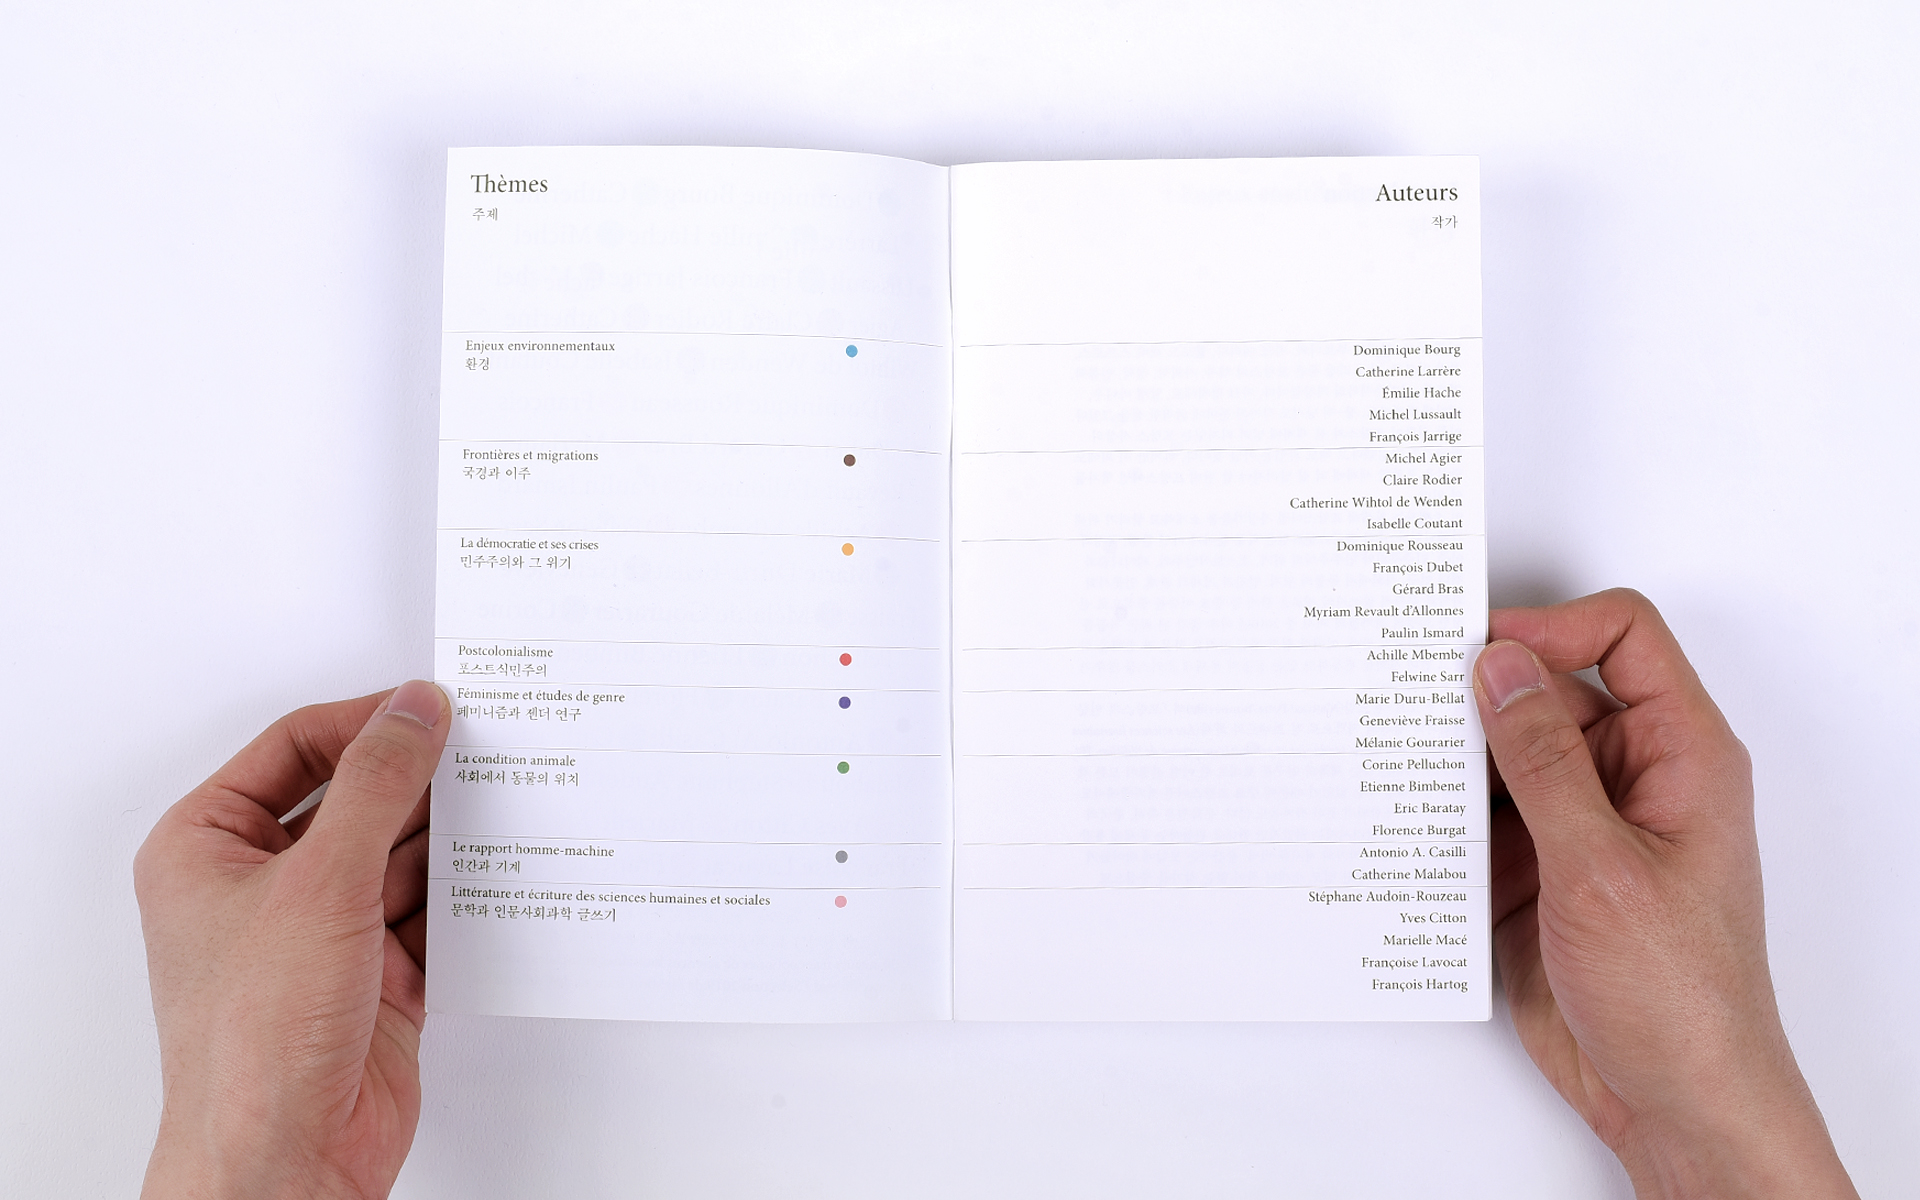 Thèmes
주제
Enjeux environnementaux
환경
Frontières et migrations
국경과 이주
La démocratie et ses crises
민주주의와 그 위기
Postcolonialisme
포스트식민주의
Féminisme et études de genre
페미니즘과 젠더 연구
La condition animale
사회에서 동물의 위치
Le rapport homme-machine
인간과 기계
Littérature et écriture des sciences humaines et sociales
문학과 인문사회과학 글쓰기
Auteurs
작가
Dominique Bourg
Catherine Larrère
Émilie Hache
Michel Lussault
François Jarrige
Michel Agier
Claire Rodier
Catherine Wihtol de Wenden
Isabelle Coutant
Dominique Rousseau
François Dubet
Gérard Bras
Myriam Revault d'Allonnes
Paulin Ismard
Achille Mbembe
Felwine Sarr
Marie Duru-Bellat
Geneviève Fraisse
Mélanie Gourarier
Corine Pelluchon
Etienne Bimbenet
Eric Baratay
Florence Burgat
Antonio A. Casilli
Catherine Malabou
Stéphane Audoin-Rouzeau
Yves Citton
Marielle Macé
Françoise Lavocat
François Hartog